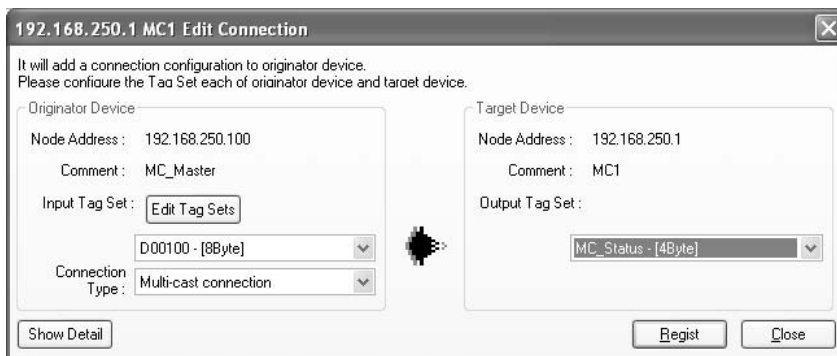 192.168.250.1 MC1 Edit Connection
It will add a connection configuration to originator device.
Please configure the Tag Set each of originator device and target device.
Originator Device
Node Address : 192.168.250.100
Comment : MC_Master
Input Tag Set : Edit Tag Sets
D00100 - [8Byte]
Connection
Type : Multi-cast connection
Target Device
Node Address : 192.168.250.1
Comment : MC1
Output Tag Set :
MC_Status - [4Byte]
Show Detail
Regist
Close